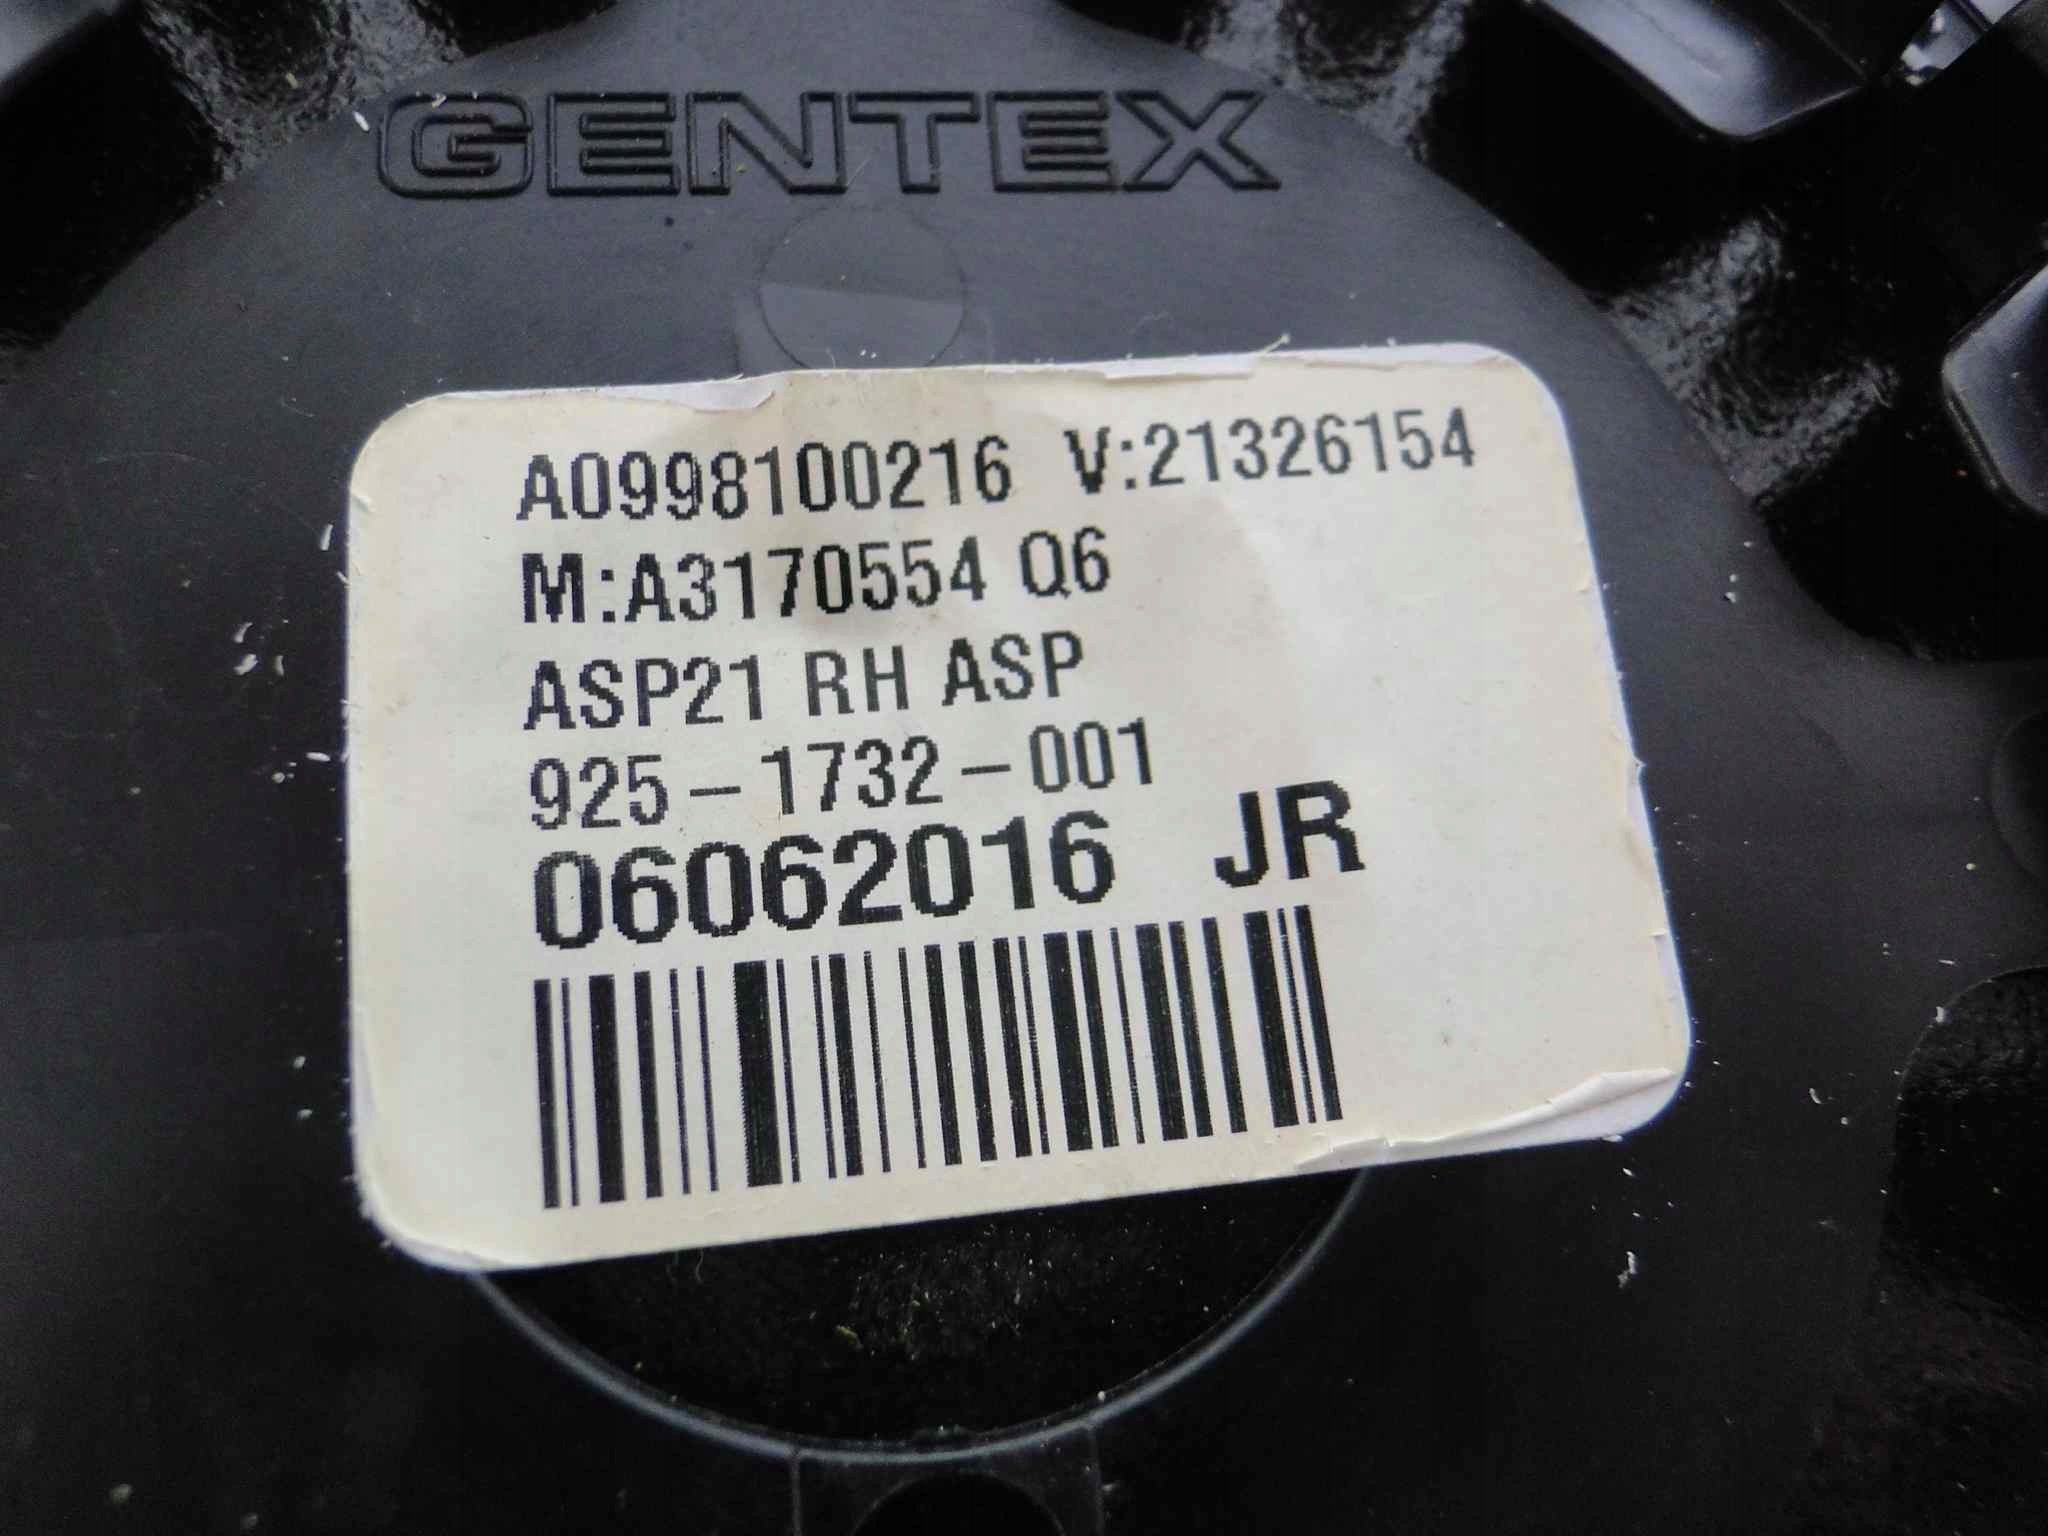 GENTEX
A0998100216 V:21326154
M:A3170554 Q6
ASP21 RH ASP
925-1732-001
06062016 JR